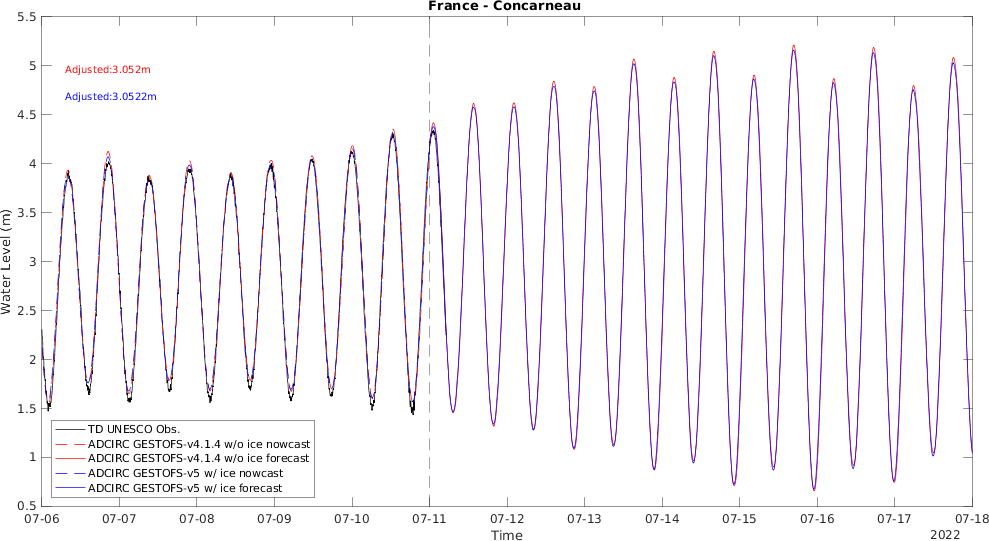 France - Concarneau
5.5
5
4.5
4
3.5
3
2.5
2
1.5
1
0.5
Water Level (m)
Adjusted:3.052m
Adjusted:3.0522m
TD UNESCO Obs.
ADCIRC GESTOFS-v4.1.4 w/o ice nowcast
ADCIRC GESTOFS-v4.1.4 w/o ice forecast
ADCIRC GESTOFS-v5 w/ ice nowcast
ADCIRC GESTOFS-v5 w/ ice forecast
07-06 07-07 07-08 07-09 07-10 07-11 07-12 07-13 07-14 07-15 07-16 07-17 07-18
Time
2022